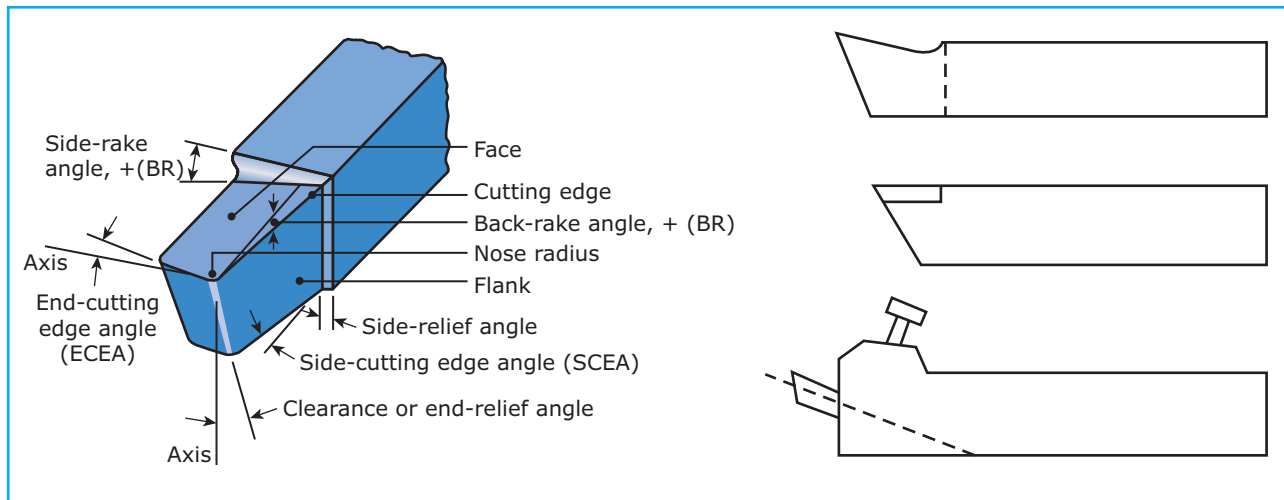 Side-rake
angle, +(BR)
Face
Cutting edge
Back-rake angle, + (BR)
Nose radius
Flank
Axis
End-cutting
edge angle
(ECEA)
Side-relief angle
Side-cutting edge angle (SCEA)
Clearance or end-relief angle
Axis